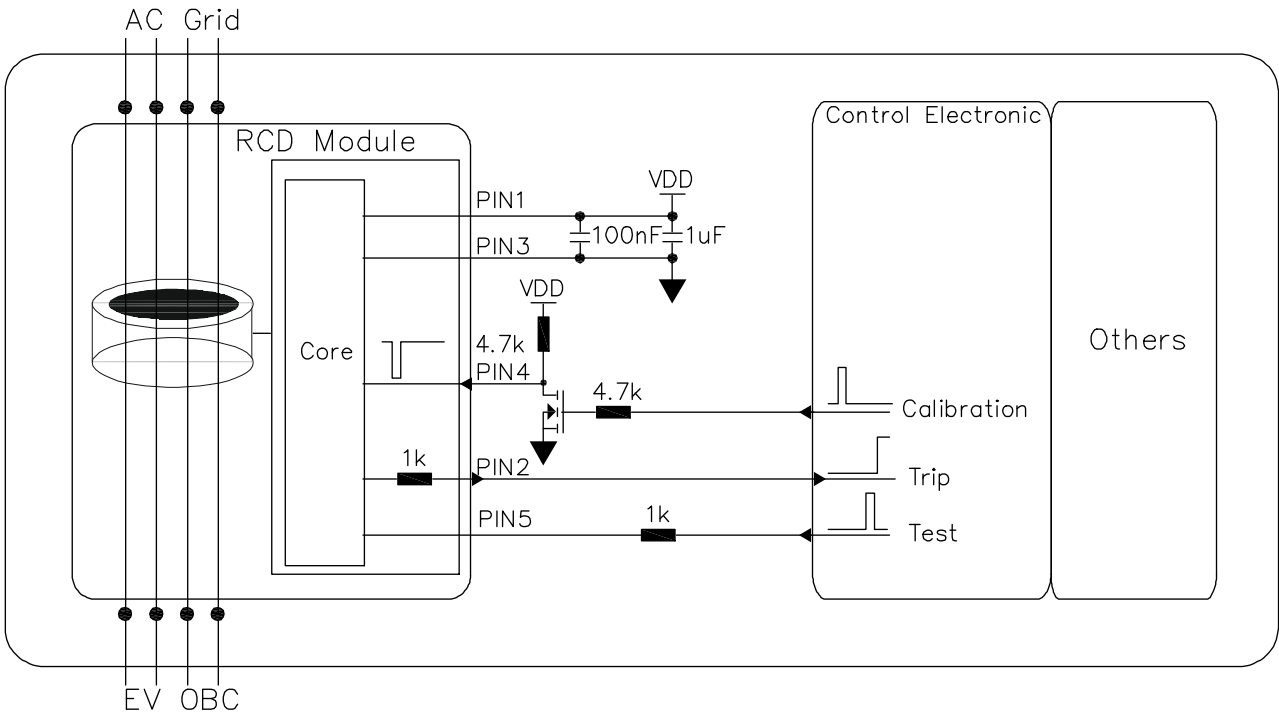 AC Grid
RCD Module
Control Electronic
PIN1
VDD
100nF
1uF
PIN3
VDD
4.7k
Core
PIN4
4.7k
Calibration
Others
1k
PIN2
Trip
PIN5
1k
Test
EV OBC